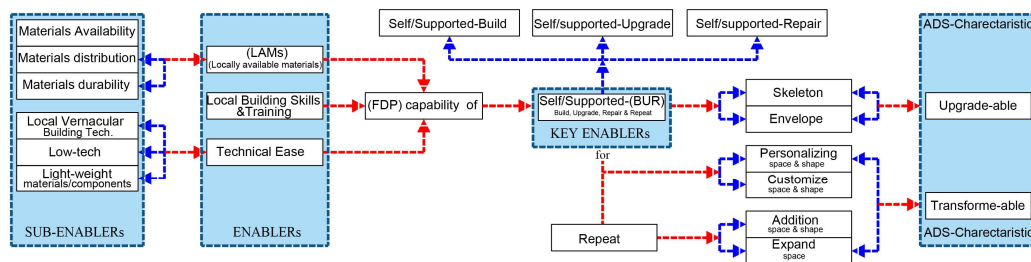 Materials Availability
Materials distribution
Materials durability
Local Vernacular
Building Tech.
Low-tech
Light-weight
materials/components
SUB-ENABLERs
(LAMs)
(Locally available materials)
Local Building Skills
&Training
Technical Ease
ENABLERs
(FDP) capability of
Self/Supported-Build
Self/supported-Upgrade
Self/supported-Repair
Self/Supported-(BUR)
Build, Upgrade, Repair & Repeat
KEY ENABLERs
for
Repeat
Skeleton
Envelope
Personalizing
space & shape
Customize
space & shape
Addition
space & shape
Expand
space
ADS-Charectaristic
Upgrade-able
Transforme-able
ADS-Charectaristic